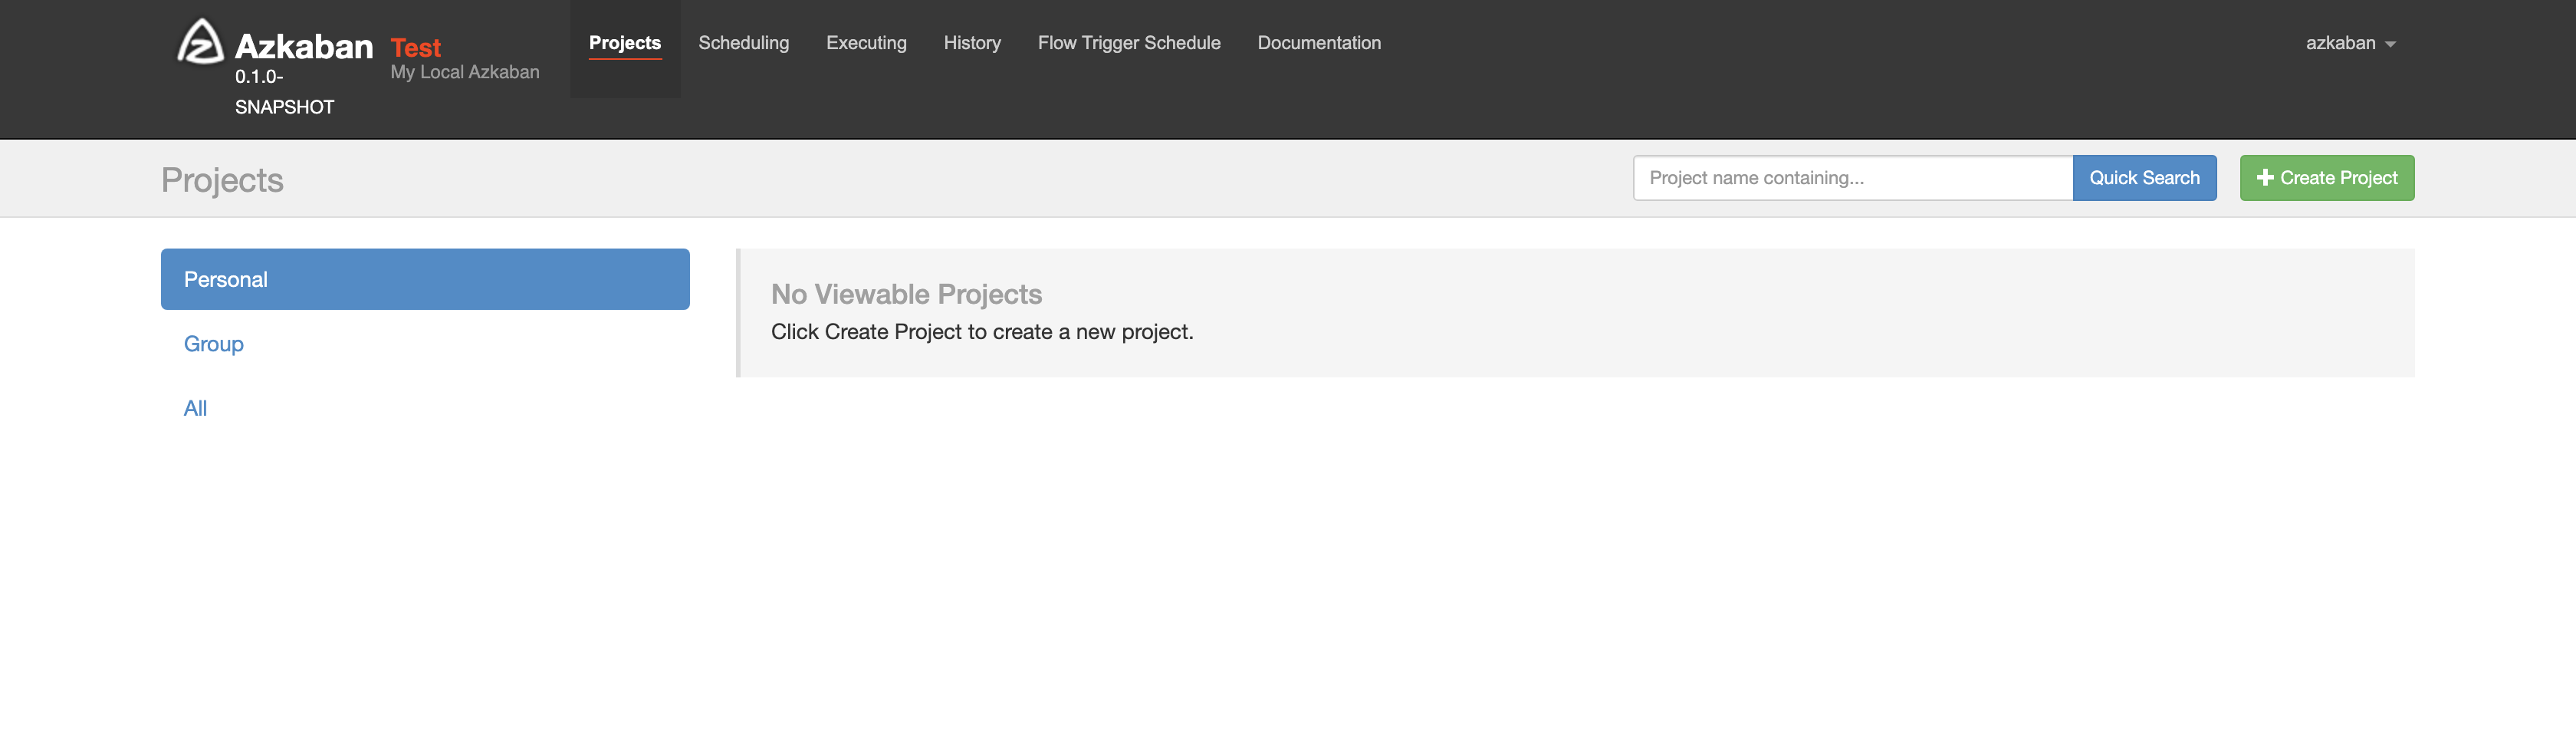 Azkaban
0.1.0-
SNAPSHOT
Test
My Local Azkaban
Projects
Scheduling
Executing
History
Flow Trigger Schedule
Documentation
azkaban
Projects
Project name containing...
Quick Search
Create Project
Personal
Group
All
No Viewable Projects
Click Create Project to create a new project.